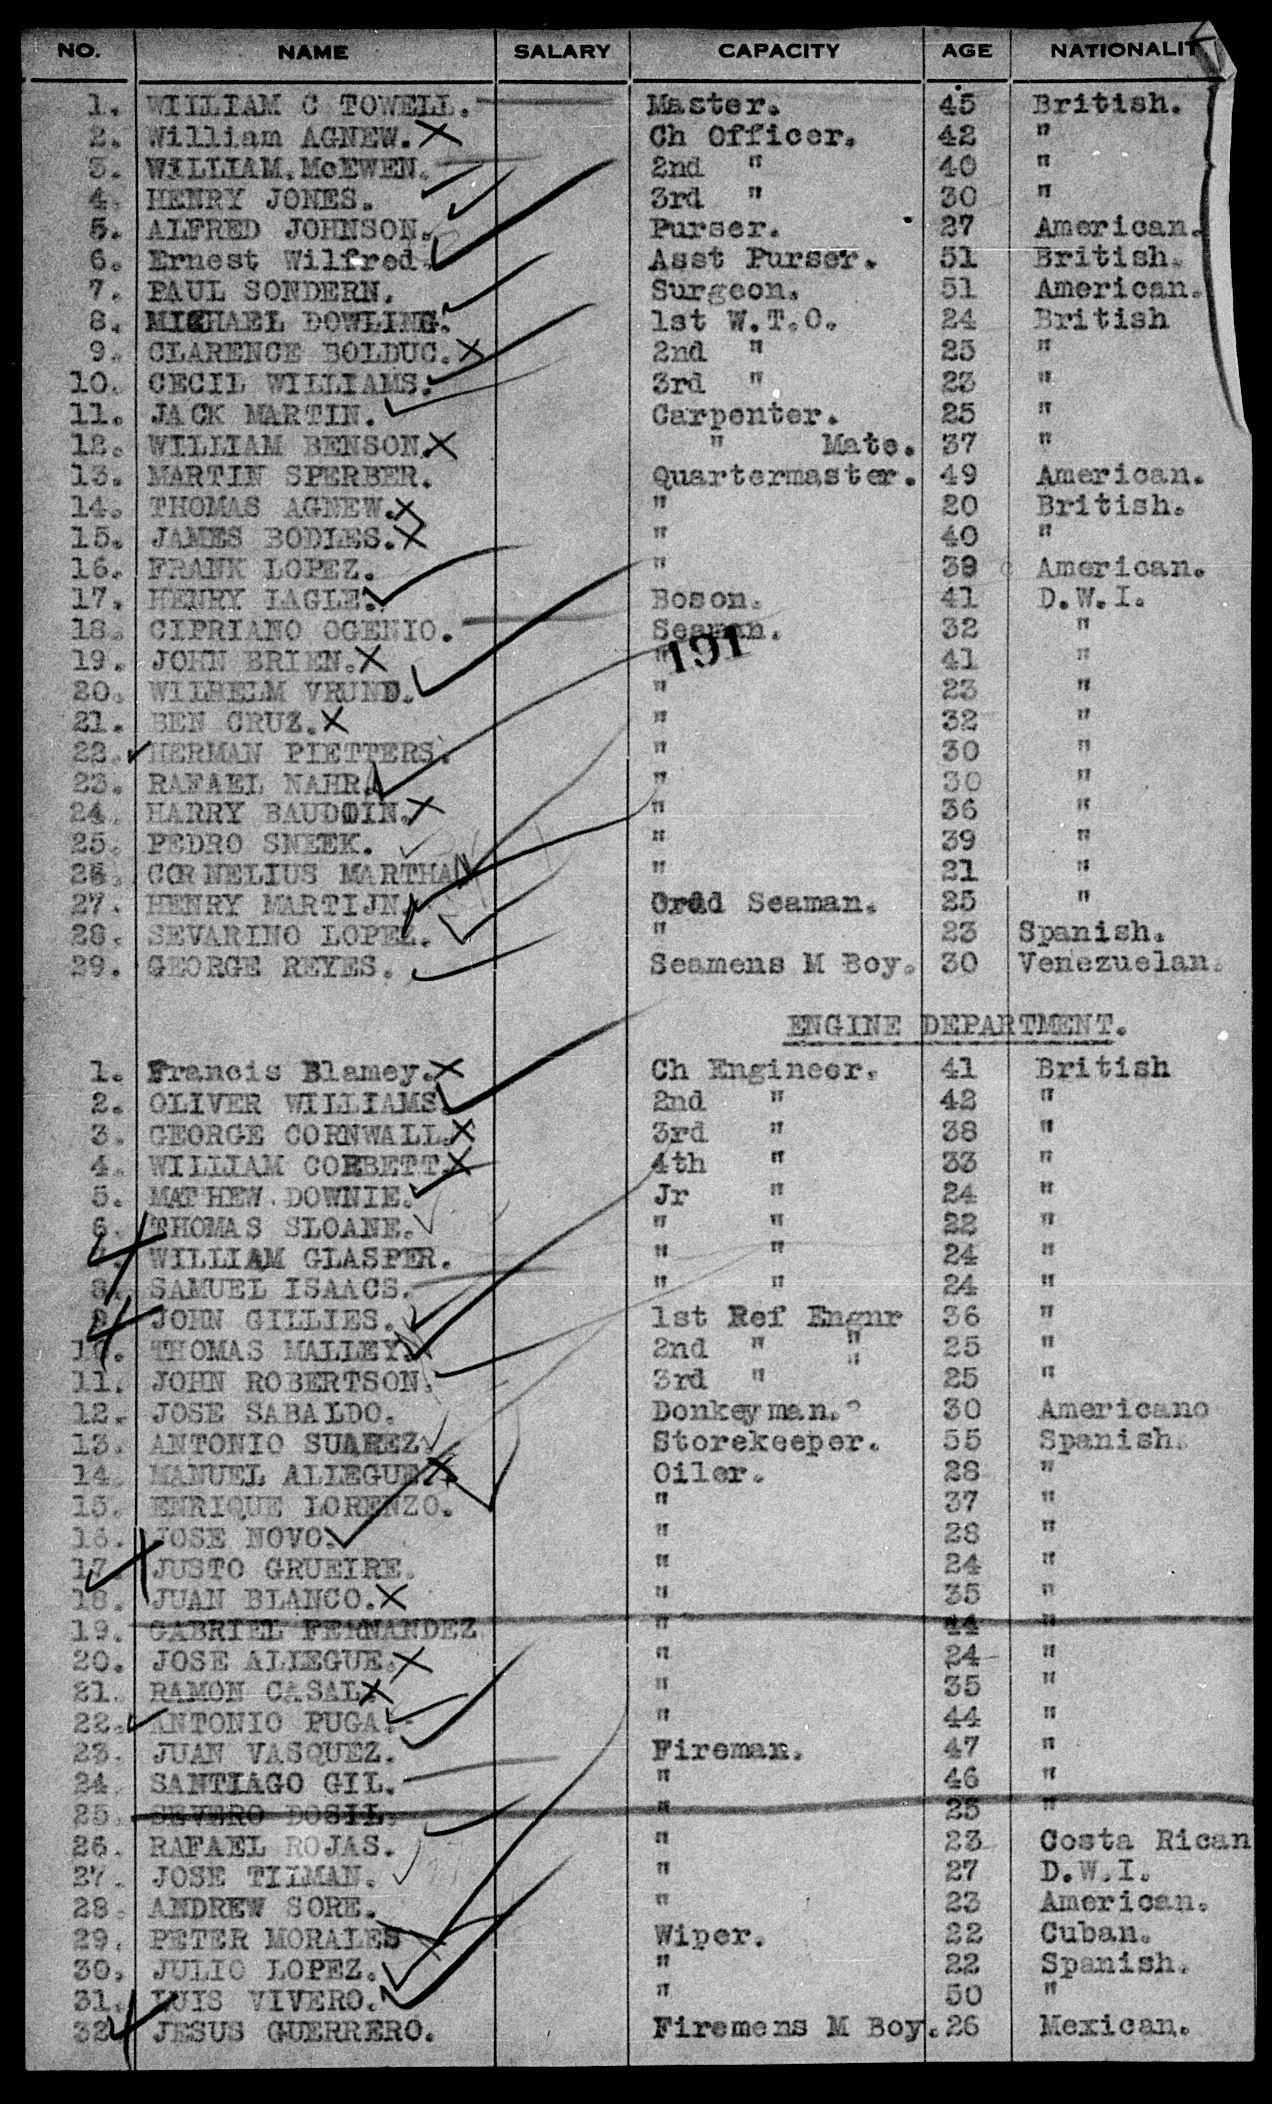 NO. NAME SALARY CAPACITY AGE NATIONALIT
1. WIILIAM C TOWELL. Master. 45 British.
2. William AGNEW. Ch Officer. 42 "
3. WILLIAM. McEWEN. 2nd " 40 "
4. HENRY JONES. 3rd " 30 "
5. ALFRED JOHNSON. Purser. 27 American.
6. Ernest Wilfred. Asst Purser. 51 British.
7. PAUL SONDERN. Surgeon. 51 American.
8. MICHAEL DOWLING. 1st W.T.O. 24 British
9. CLARENCE BOLDUC. 2nd " 25 "
10. CECIL WILLIAMS. 3rd " 23 "
11. JACK MARTIN. Carpenter. 25 "
12. WILLIAM BENSON. " Mate. 37 "
13. MARTIN SPERBER. Quartermaster. 49 American.
14. THOMAS AGNEW. " 20 British.
15. JAMES BODLES. " 40 "
16. FRANK LOPEZ. " 39 American.
17. HENRY IAGLE. Boson. 41 D.W.I.
18. CIPRIANO OGENIO. Seaman. 32 "
191
19. JOHN BRIEN. " 41 "
20. WILHELM VRUND. " 23 "
21. BEN CRUZ. " 32 "
22. HERMAN PIETTERS. " 30 "
23. RAFAEL NAHR. " 30 "
24. HARRY BAUDOIN. " 36 "
25. PEDRO SNEEK. " 39 "
26. CORNELIUS MARTHA " 21 "
27. HENRY MARTIJN. Ordd Seaman. 25 "
28. SEVARINO LOPEZ. " 23 Spanish.
29. GEORGE REYES. Seamens M Boy. 30 Venezuelan.
ENGINE DEPARTMENT.
1. Francis Blamey. Ch Engineer. 41 British
2. OLIVER WILLIAMS. 2nd " 42 "
3. GEORGE CORNWALL. 3rd " 38 "
4. WILLIAM CORBETT. 4th " 33 "
5. MATHEW DOWNIE. Jr " 24 "
6. THOMAS SLOANE. " " 22 "
7. WILLIAM GLASPER. " " 24 "
8. SAMUEL ISAACS. " " 24 "
9. JOHN GILLIES. 1st Ref Engnr 36 "
10. THOMAS MALLEY. 2nd " " 25 "
11. JOHN ROBERTSON. 3rd " " 25 "
12. JOSE SABALDO. Donkeyman. 30 Americano
13. ANTONIO SUAREZ Storekeeper. 55 Spanish.
14. MANUEL ALIEGUE. Oiler. 28 "
15. ENRIQUE LORENZO. " 37 "
16. JOSE NOVO. " 28 "
17. JUSTO GRUEIRE. " 24 "
18. JUAN BLANCO. " 35 "
19. GABRIEL FERNANDEZ " 44 "
20. JOSE ALIEGUE. " 24 "
21. RAMON CASAL. " 35 "
22. ANTONIO PUGA. " 44 "
23. JUAN VASQUEZ. Fireman. 47 "
24. SANTIAGO GIL. " 46 "
25. SEVERO DOSIL. " 25 "
26. RAFAEL ROJAS. " 23 Costa Rican
27. JOSE TILMAN. " 27 D.W.I.
28. ANDREW SORE. " 23 American.
29. PETER MORALES Wiper. 22 Cuban.
30. JULIO LOPEZ. " 22 Spanish.
31. LUIS VIVERO. " 50 "
32. JESUS GUERRERO. Firemens M Boy. 26 Mexican.